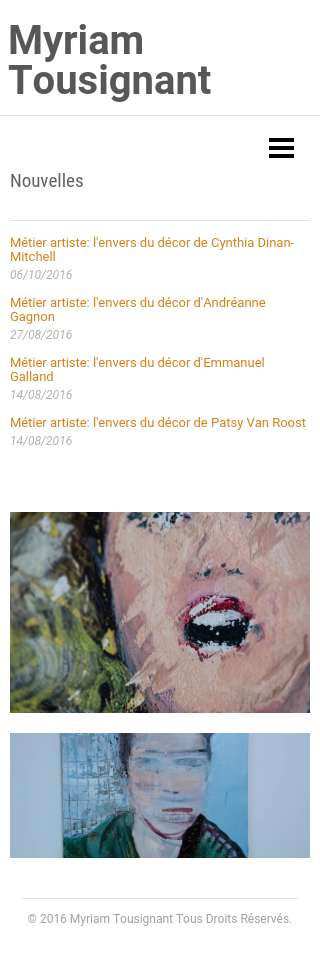 Myriam
Tousignant
Nouvelles
Métier artiste: l'envers du décor de Cynthia Dinan-
Mitchell
06/10/2016
Métier artiste: l'envers du décor d'Andréanne
Gagnon
27/08/2016
Métier artiste: l'envers du décor d'Emmanuel
Galland
14/08/2016
Métier artiste: l'envers du décor de Patsy Van Roost
14/08/2016
© 2016 Myriam Tousignant Tous Droits Résérvés.